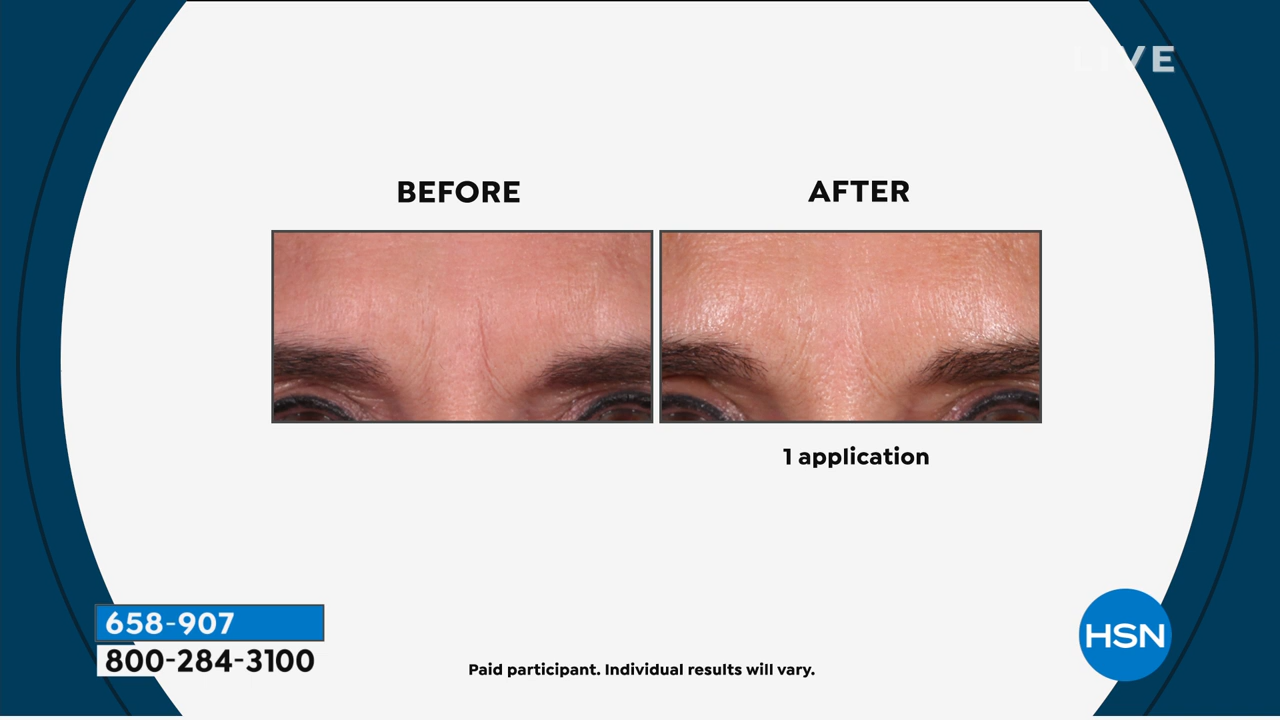 LIVE
BEFORE
AFTER
1 application
658-907
800-284-3100
Paid participant. Individual results will vary.
HSN